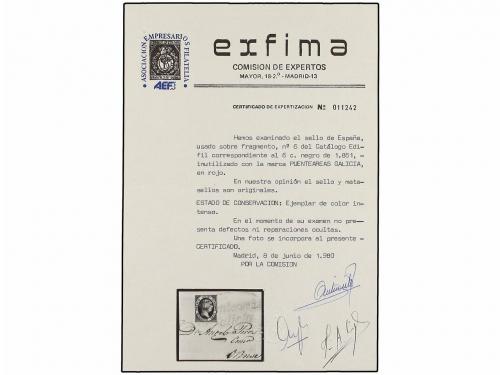 ASOCIACION EMPRESARIOS FILATELIA
AEF
exfima
COMISION DE EXPERTOS
MAYOR, 18-2.º - MADRID-13
CERTIFICADO DE EXPERTIZACION Nº 011242
Hemos examinado el sello de España,
usado sobre fragmento, nº 6 del Catálogo Edi-
fil correspondiente al 6 c. negro de 1.851, -
inutilizado con la marca PUENTEAREAS GALICIA,
en rojo.
En nuestra opinión el sello y mata-
sellos son originales.
ESTADO DE CONSERVACION: Ejemplar de color in-
tenso.
En el momento de su examen no pre-
senta defectos ni reparaciones ocultas.
Una foto se incorpora al presente -
CERTIFICADO.
Madrid, 8 de junio de 1.980
POR LA COMISION